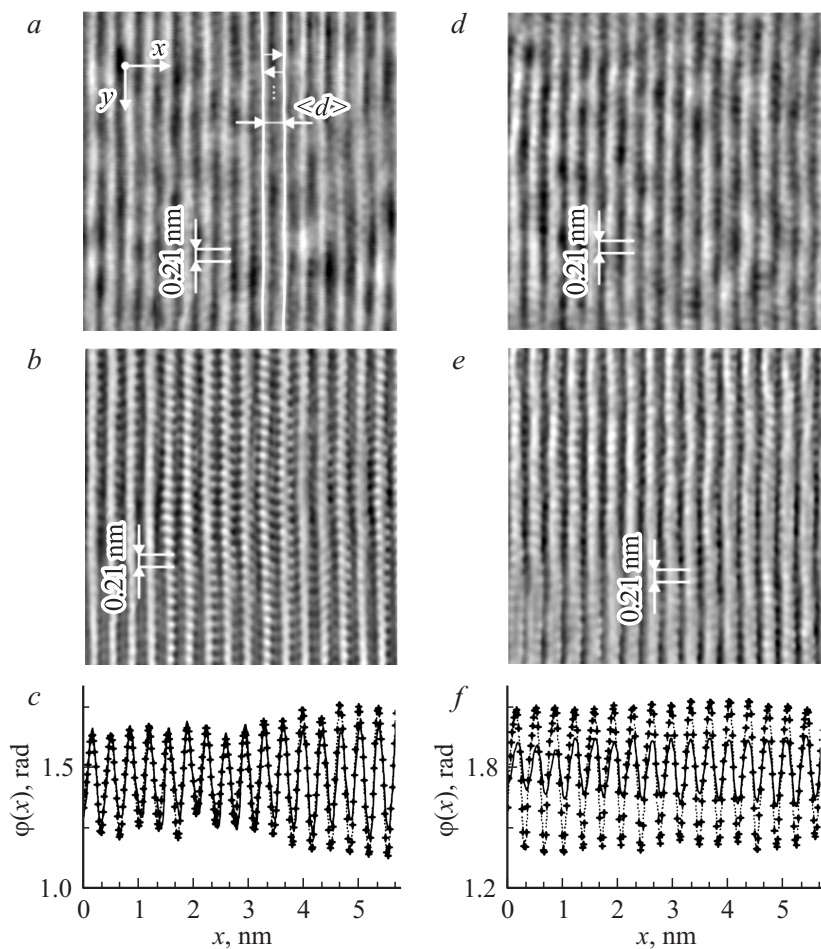 a
x
y
<d>
0.21 nm
d
0.21 nm
b
0.21 nm
e
0.21 nm
c
φ(x), rad
1.5
1.0
0 1 2 3 4 5
x, nm
f
φ(x), rad
1.8
1.2
0 1 2 3 4 5
x, nm